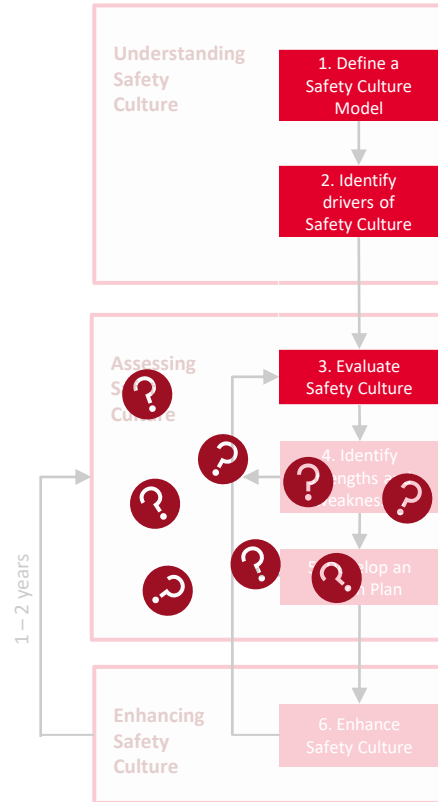 Understanding
Safety
Culture
1. Define a
Safety Culture
Model
2. Identify
drivers of
Safety Culture
Assessing
Culture
3. Evaluate
Safety Culture
4. Identify
?
?
?
?
?
?
?
?
an
Plan
1 – 2 years
Enhancing
Safety
Culture
6. Enhance
Safety Culture